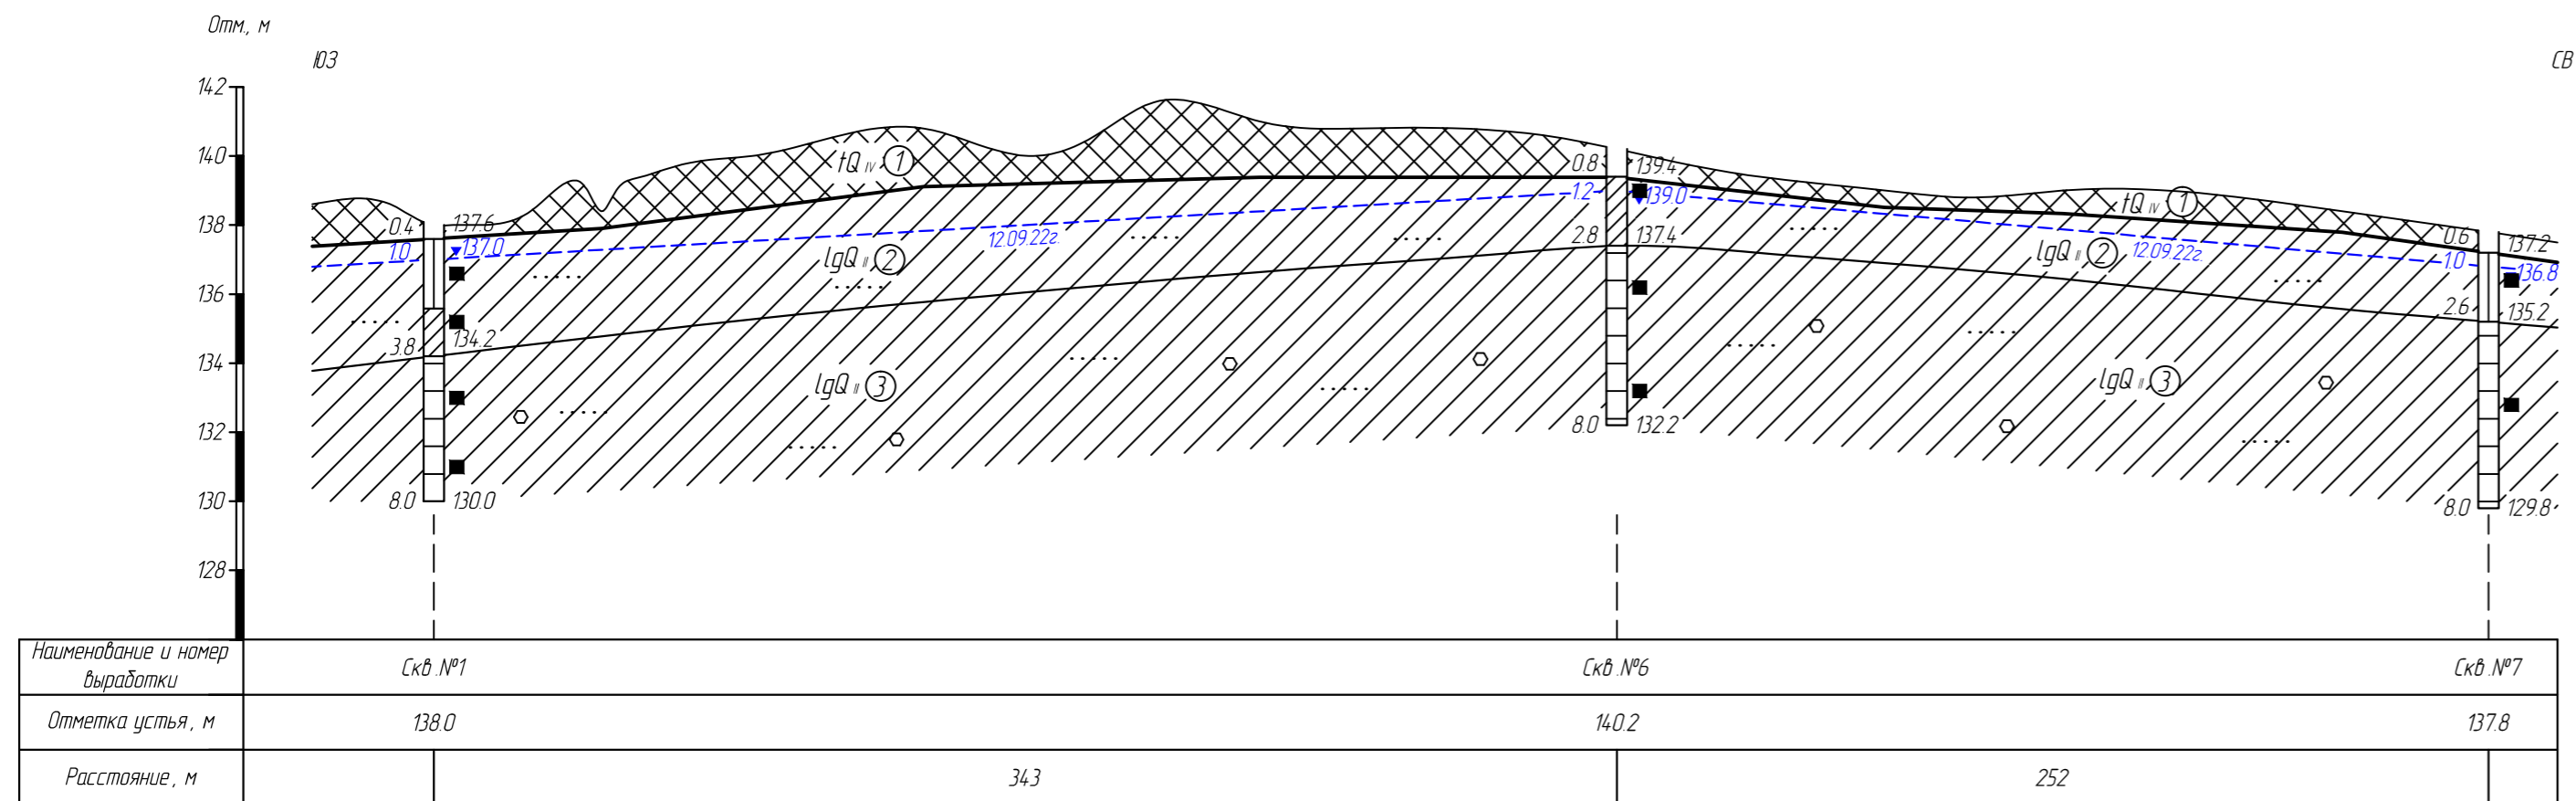 Отм., м
ЮЗ
СВ
142
140
138
136
134
132
130
128
tQ IV 1
0.8
139.4
1.2
139.0
tQ IV 1
0.4
137.6
1.0
137.0
12.09.22г.
2.8
137.4
lgQ II 2
lgQ II 2
12.09.22г.
0.6
137.2
1.0
136.8
2.6
135.2
3.8
134.2
lgQ II 3
lgQ II 3
8.0
132.2
8.0
130.0
8.0
129.8
Наименование и номер
выработки
Скв.№1
Скв.№6
Скв.№7
Отметка устья, м
138.0
140.2
137.8
Расстояние, м
343
252